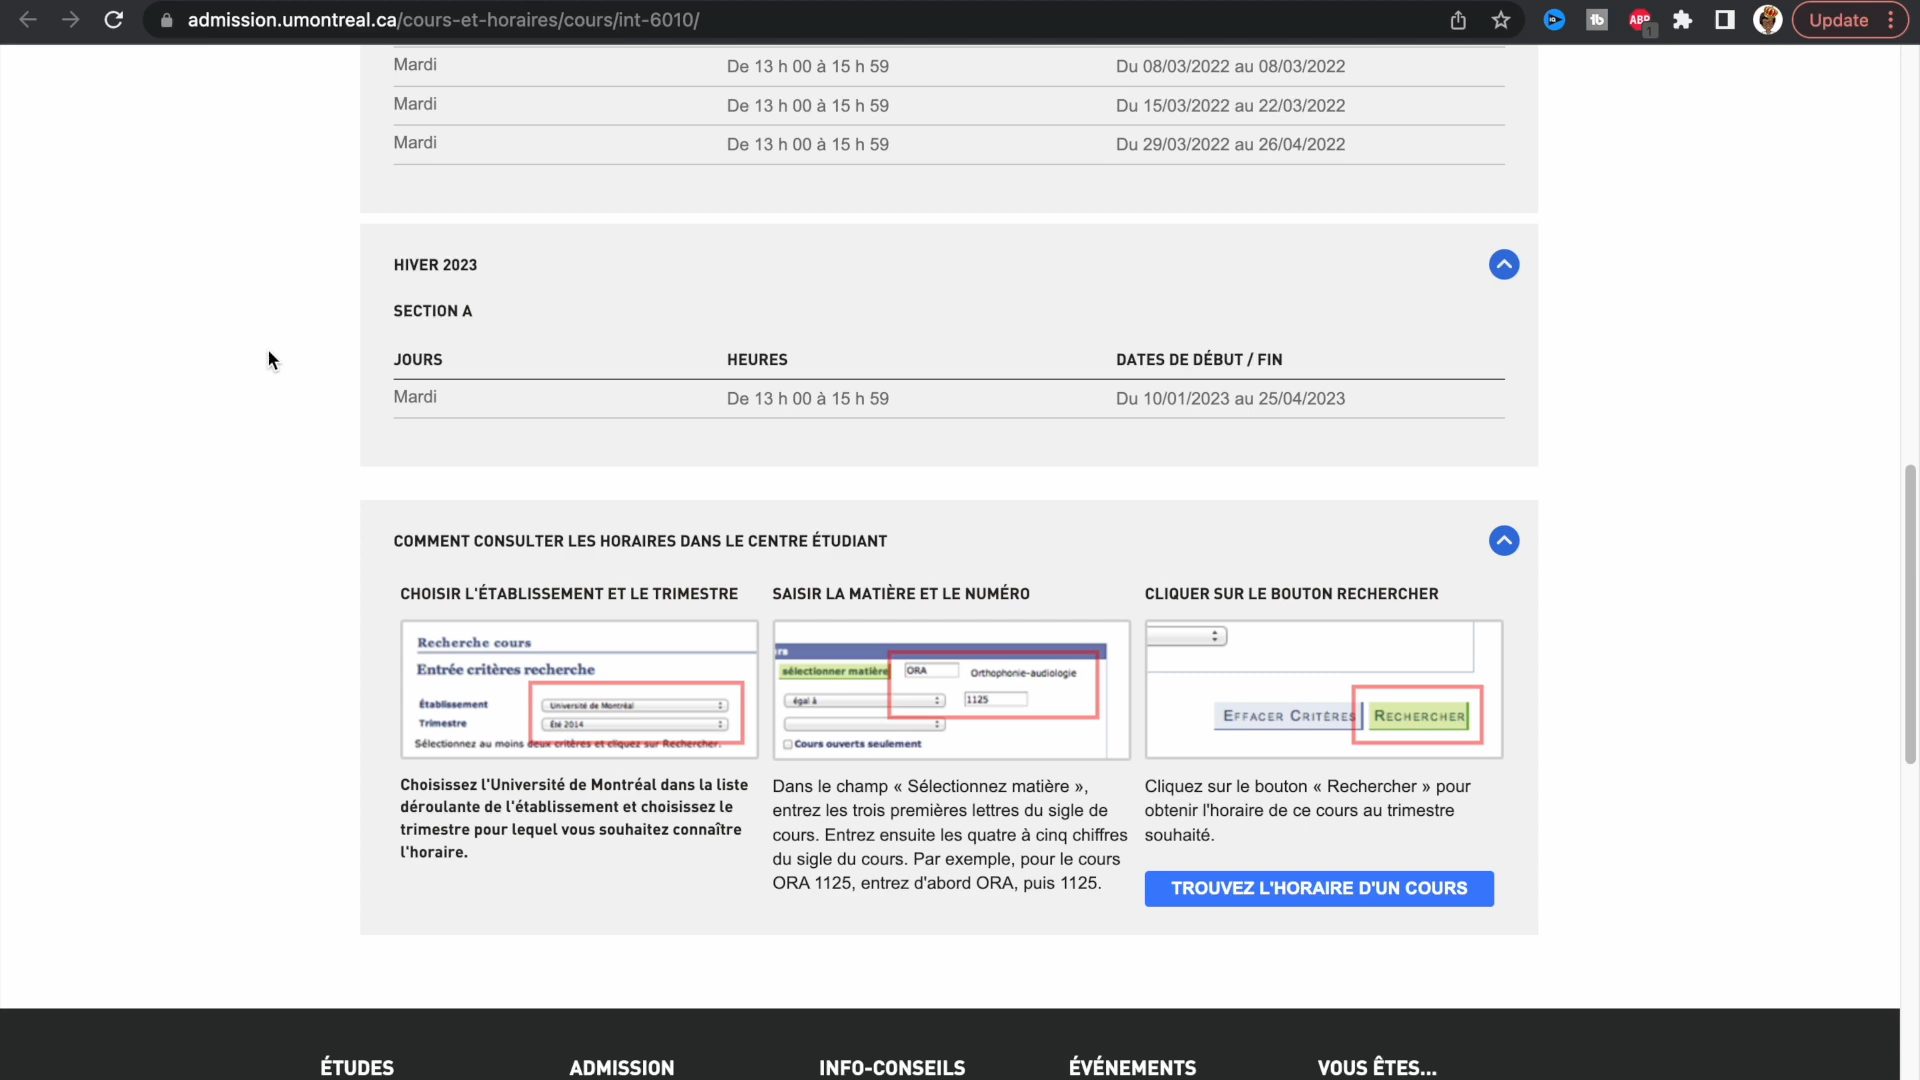 admission.umontreal.ca/cours-et-horaires/cours/int-6010/
ABP
1
Update
Mardi De 13 h 00 à 15 h 59 Du 08/03/2022 au 08/03/2022
Mardi De 13 h 00 à 15 h 59 Du 15/03/2022 au 22/03/2022
Mardi De 13 h 00 à 15 h 59 Du 29/03/2022 au 26/04/2022
HIVER 2023
SECTION A
JOURS HEURES DATES DE DÉBUT / FIN
Mardi De 13 h 00 à 15 h 59 Du 10/01/2023 au 25/04/2023
COMMENT CONSULTER LES HORAIRES DANS LE CENTRE ÉTUDIANT
CHOISIR L'ÉTABLISSEMENT ET LE TRIMESTRE
Recherche cours
Entrée critères recherche
Établissement Université de Montréal
Trimestre Été 2014
Sélectionnez au moins deux critères et cliquez sur Rechercher.
Choisissez l'Université de Montréal dans la liste
déroulante de l'établissement et choisissez le
trimestre pour lequel vous souhaitez connaître
l'horaire.
SAISIR LA MATIÈRE ET LE NUMÉRO
rs
sélectionner matière ORA Orthophonie-audiologie
égal à 1125
Cours ouverts seulement
Dans le champ « Sélectionnez matière »,
entrez les trois premières lettres du sigle de
cours. Entrez ensuite les quatre à cinq chiffres
du sigle du cours. Par exemple, pour le cours
ORA 1125, entrez d'abord ORA, puis 1125.
CLIQUER SUR LE BOUTON RECHERCHER
EFFACER CRITÈRES RECHERCHER
Cliquez sur le bouton « Rechercher » pour
obtenir l'horaire de ce cours au trimestre
souhaité.
TROUVEZ L'HORAIRE D'UN COURS
ÉTUDES ADMISSION INFO-CONSEILS ÉVÉNEMENTS VOUS ÊTES...